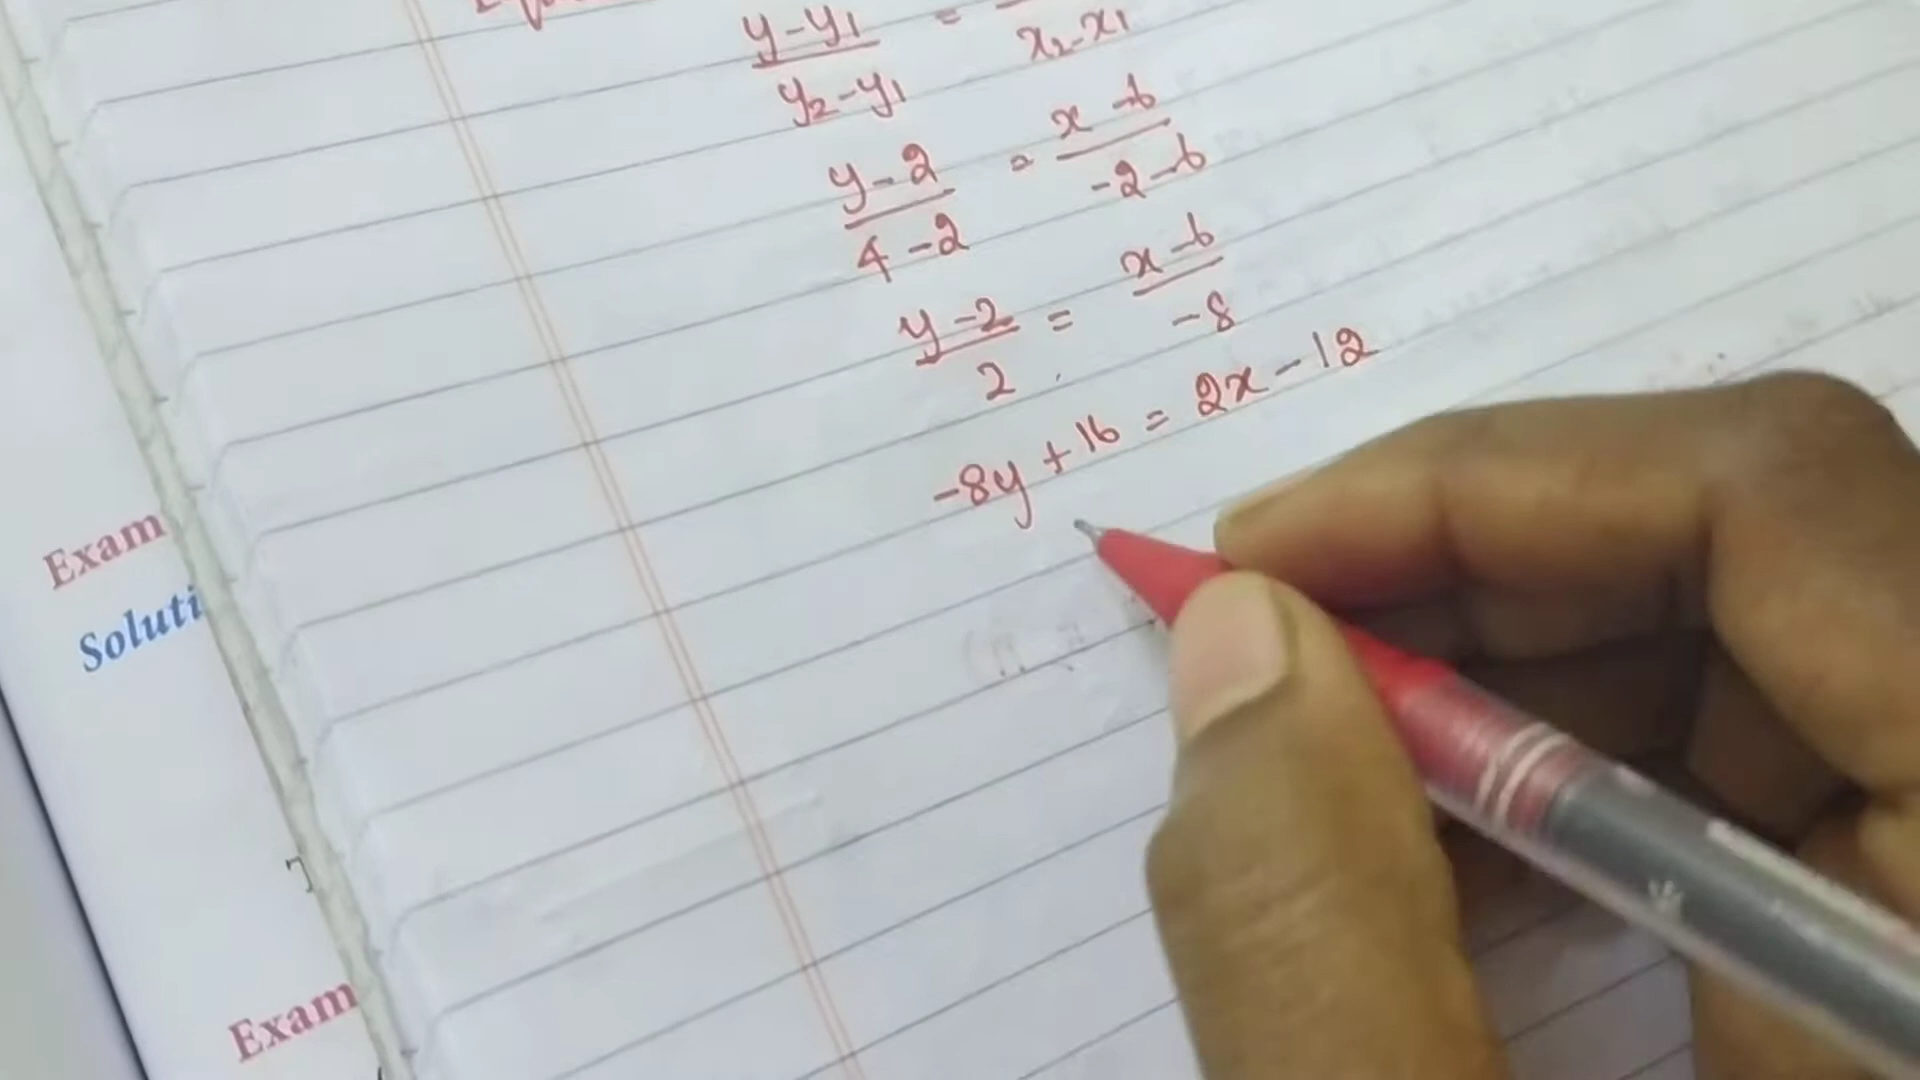 y-y1 / y2-y1 = / x2-x1
y-2 / 4-2 = x-6 / -2-6
y-2 / 2 = x-6 / -8
-8y + 16 = 2x - 12
Exam
Soluti
Exam